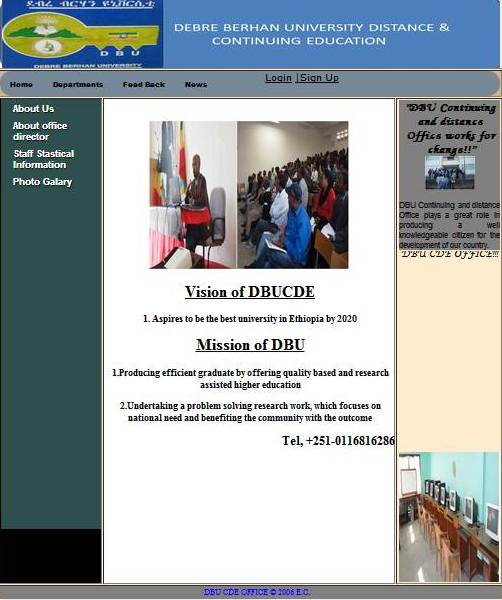 ደብረ ብርሃን ዩኒቨርሲቲ
D B U
DEBRE BERHAN UNIVERSITY
DEBRE BERHAN UNIVERSITY DISTANCE &
CONTINUING EDUCATION
Home Departments Feed Back News
Login | Sign Up
About Us
About office
director
Staff Stastical
Information
Photo Galary
Vision of DBUCDE
1. Aspires to be the best university in Ethiopia by 2020
Mission of DBU
1.Producing efficient graduate by offering quality based and research
assisted higher education
2.Undertaking a problem solving research work, which focuses on
national need and benefiting the community with the outcome
Tel, +251-0116816286
"DBU Continuing
and distance
Office works for
change!!"
DBU Continuing and distance
Office plays a great role in
producing a well
knowledgeable citizen for the
development of our country.
DBU CDE OFFICE!!!
DBU CDE OFFICE © 2006 E.C.